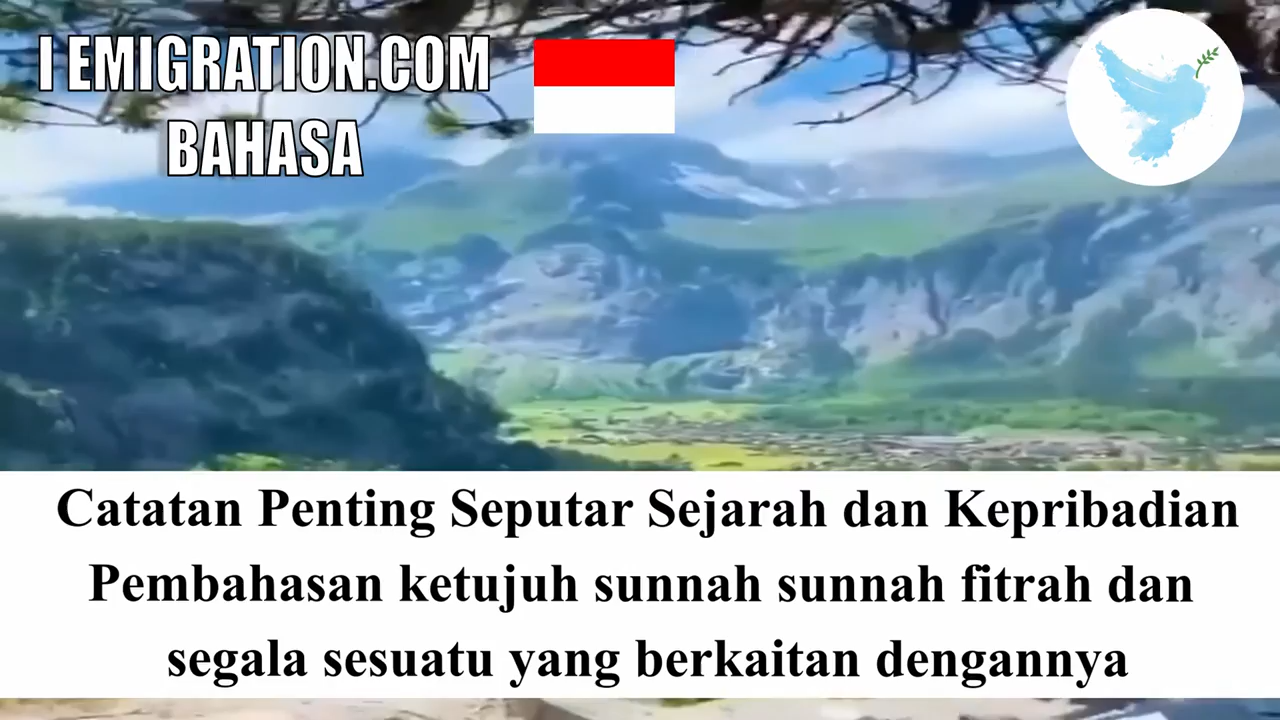 I EMIGRATION.COM
BAHASA
Catatan Penting Seputar Sejarah dan Kepribadian
Pembahasan ketujuh sunnah sunnah fitrah dan
segala sesuatu yang berkaitan dengannya